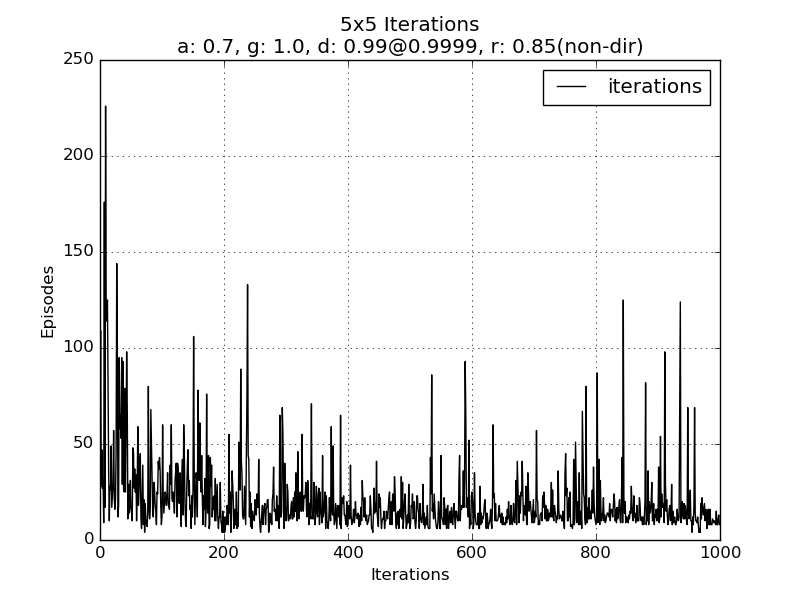 5x5 Iterations
a: 0.7, g: 1.0, d: 0.99@0.9999, r: 0.85(non-dir)
iterations
250
200
150
100
50
0
Episodes
0 200 400 600 800 1000
Iterations